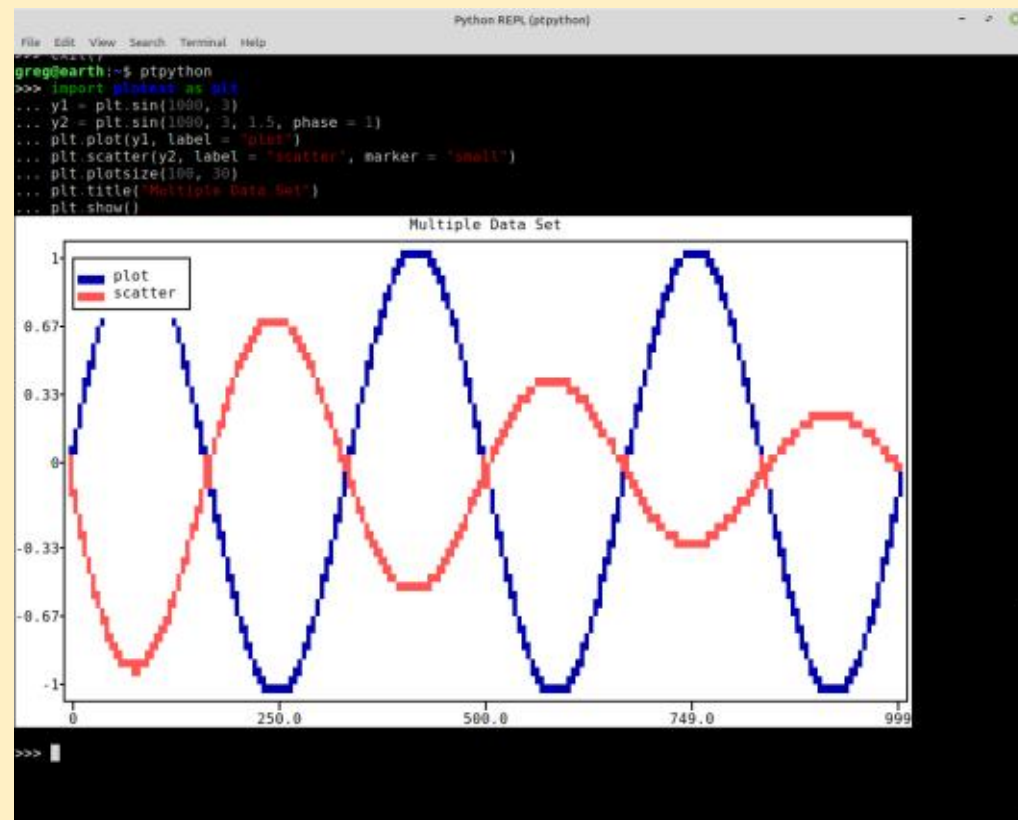 Python REPL (ptpython)
File Edit View Search Terminal Help
>>> exit()
greg@earth:~$ ptpython
>>> import plotext as plt
... y1 = plt.sin(1000, 3)
... y2 = plt.sin(1000, 3, 1.5, phase = 1)
... plt.plot(y1, label = "plot")
... plt.scatter(y2, label = "scatter", marker = "small")
... plt.plotsize(100, 30)
... plt.title("Multiple Data Set")
... plt.show()
Multiple Data Set
1
plot
scatter
0.67
0.33
0
-0.33
-0.67
-1
0 250.0 500.0 749.0 999
>>>